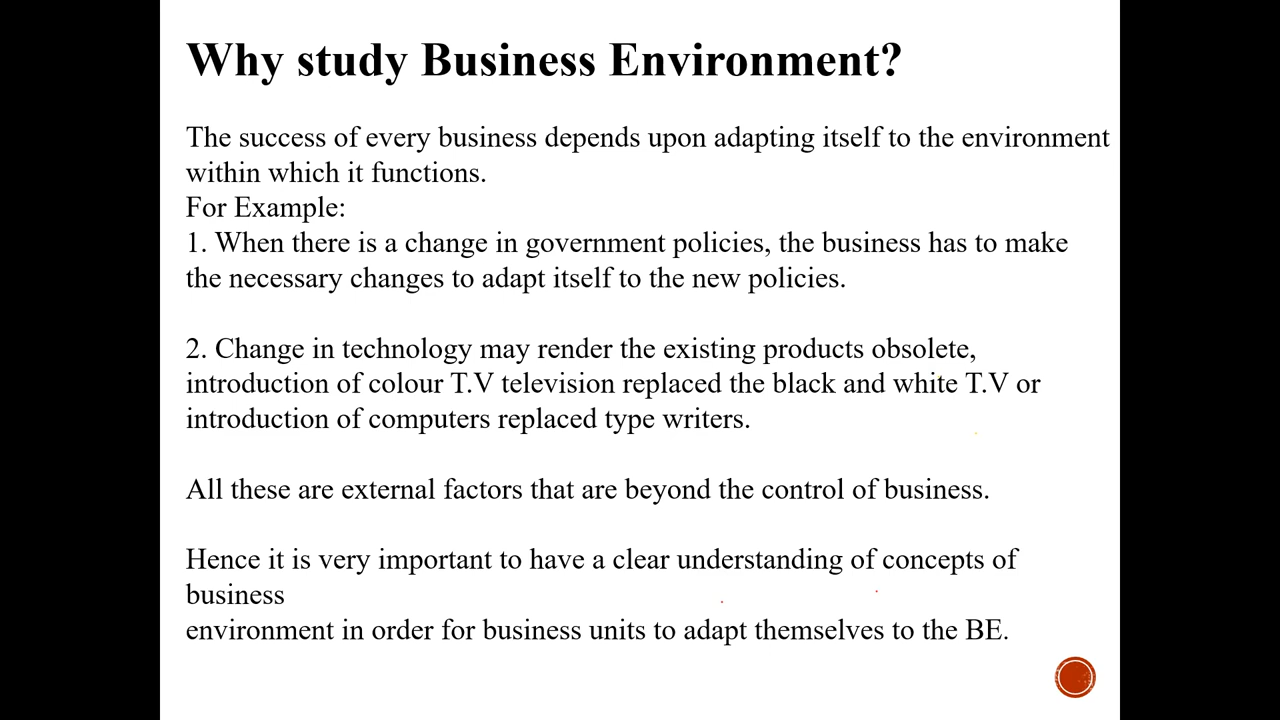 Why study Business Environment?
The success of every business depends upon adapting itself to the environment
within which it functions.
For Example:
1. When there is a change in government policies, the business has to make
the necessary changes to adapt itself to the new policies.
2. Change in technology may render the existing products obsolete,
introduction of colour T.V television replaced the black and white T.V or
introduction of computers replaced type writers.
All these are external factors that are beyond the control of business.
Hence it is very important to have a clear understanding of concepts of
business
environment in order for business units to adapt themselves to the BE.